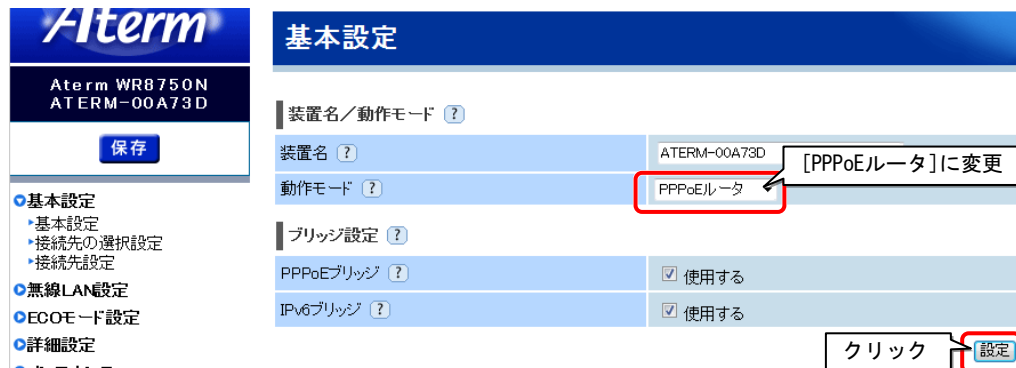 Aterm
Aterm WR8750N
ATERM-00A73D
保存
基本設定
基本設定
接続先の選択設定
接続先設定
無線LAN設定
ECOモード設定
詳細設定
基本設定
装置名／動作モード ?
装置名 ? ATERM-00A73D
[PPPoEルータ]に変更
動作モード ? PPPoEルータ
ブリッジ設定 ?
PPPoEブリッジ ? 使用する
IPv6ブリッジ ? 使用する
クリック 設定